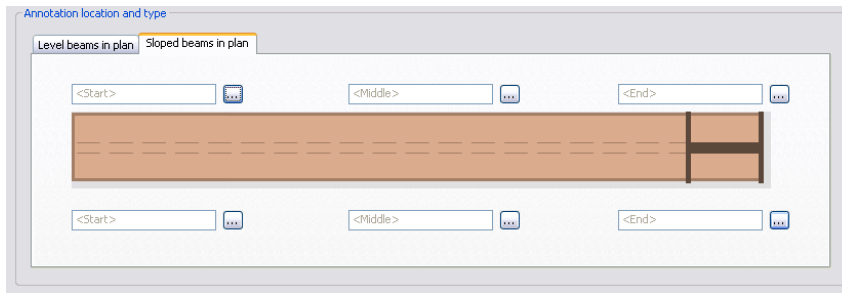 Annotation location and type
Level beams in plan Sloped beams in plan
<Start> ... <Middle> ... <End> ...
<Start> ... <Middle> ... <End> ...